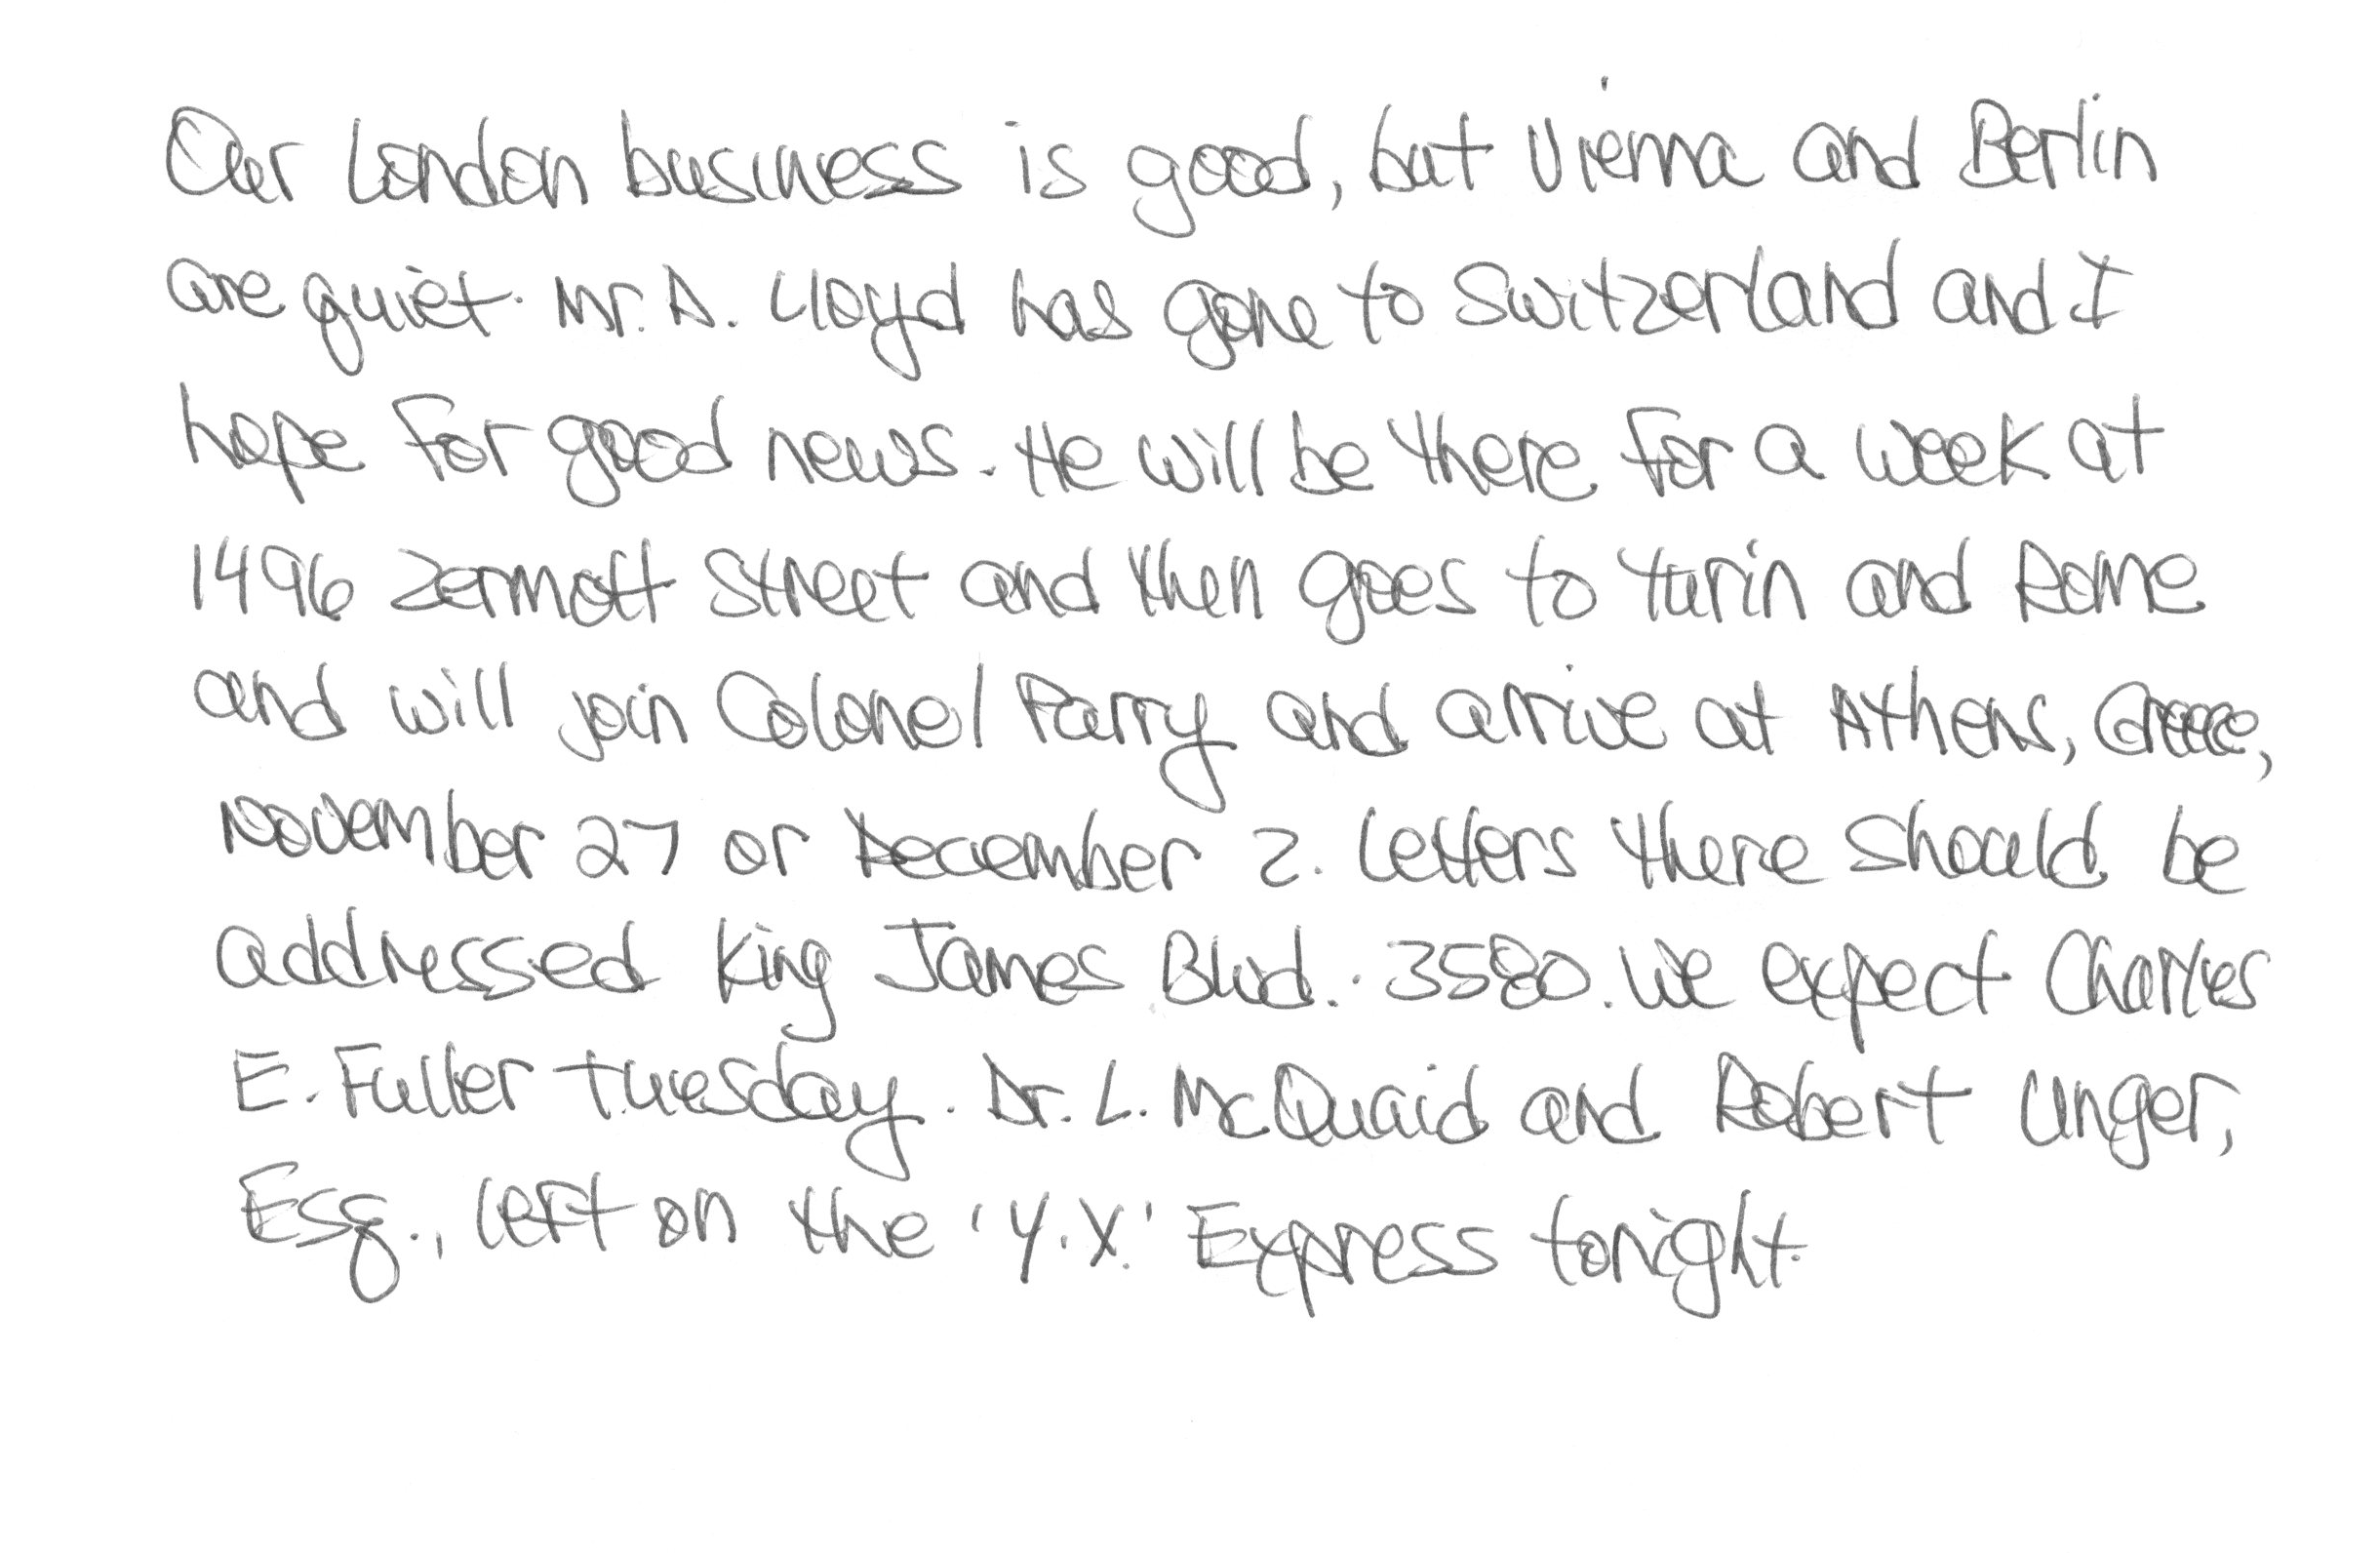 Our London business is good, but Vienna and Berlin
are quiet. Mr. D. Lloyd has gone to Switzerland and I
hope for good news. He will be there for a week at
1496 Zermott Street and then goes to Turin and Rome
and will join Colonel Parry and arrive at Athens, Greece,
November 27 or December 2. Letters there should be
addressed King James Blvd. 3580. We expect Charles
E. Fuller Tuesday. Dr. L. McQuaid and Robert Unger,
Esq., left on the 'Y.X.' Express tonight.